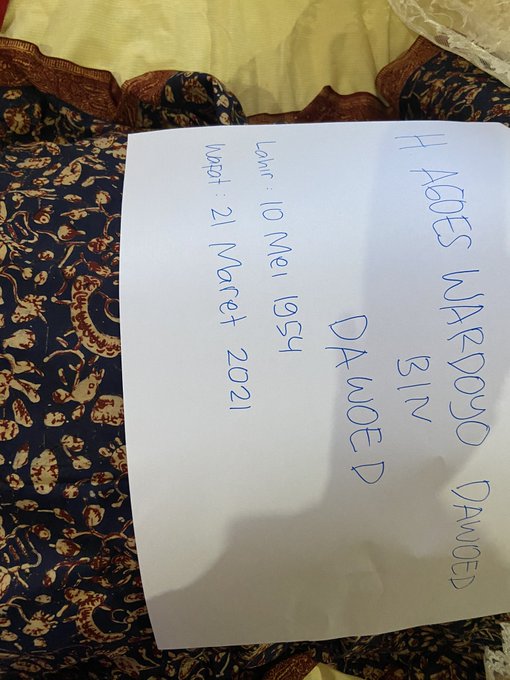 H AGOES WARDOYO DAWOED
BIN
DAWOED
Lahir : 10 Mei 1954
Wafat : 21 Maret 2021